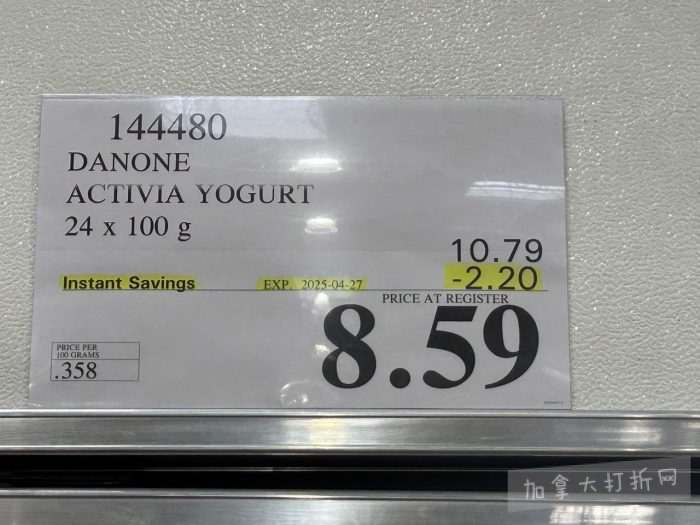 144480
DANONE
ACTIVIA YOGURT
24 x 100 g
10.79
Instant Savings EXP. 2025-04-27 -2.20
PRICE AT REGISTER
8.59
PRICE PER
100 GRAMS
.358
加拿大打折网